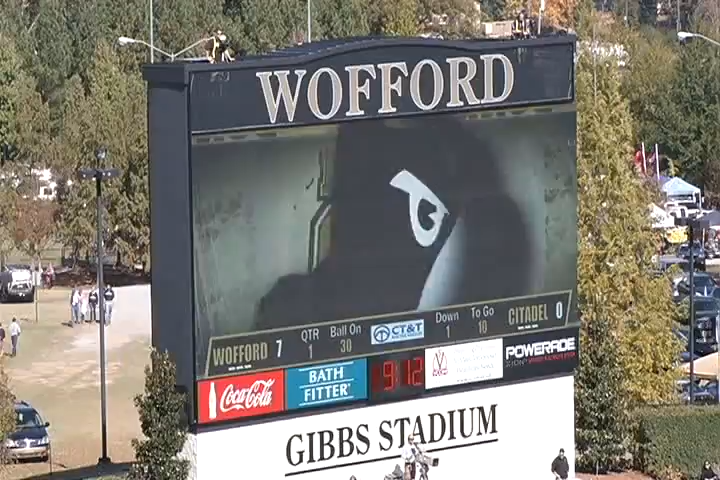 WOFFORD
WOFFORD 7 QTR 1 Ball On 30 CT&T Down 1 To Go 10 CITADEL 0
Coca-Cola BATH FITTER 9:12 POWERADE
GIBBS STADIUM